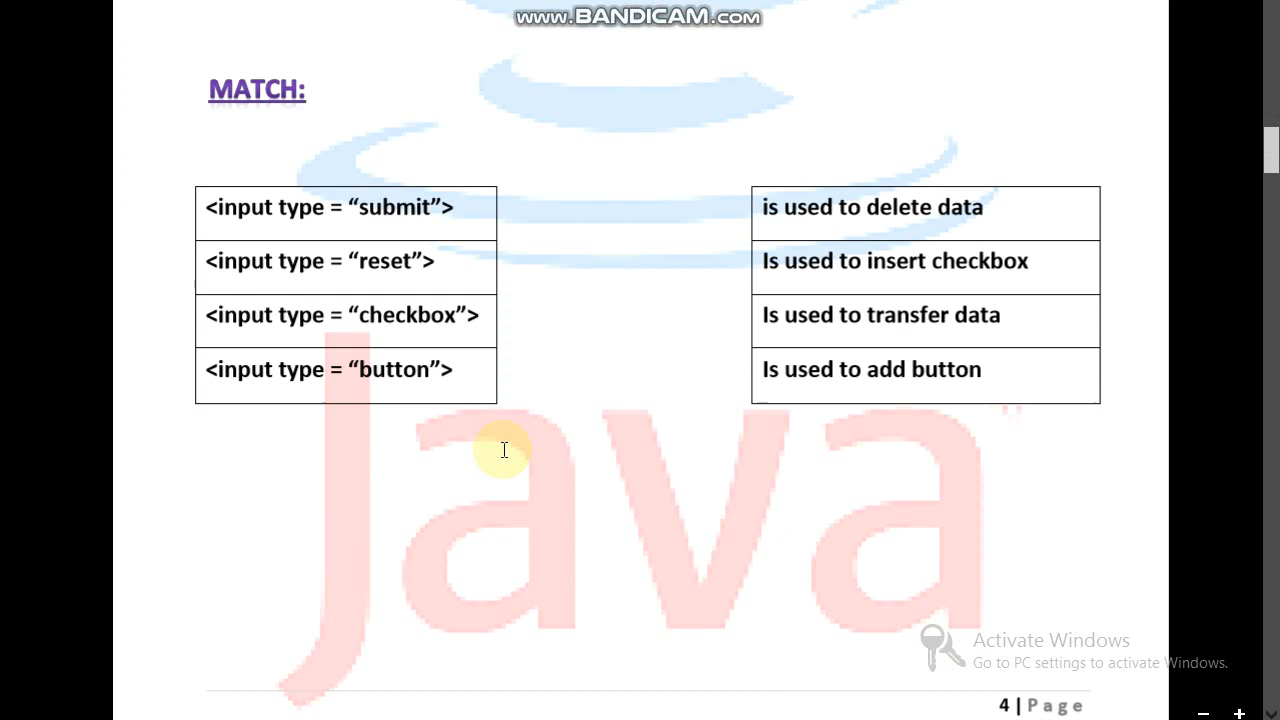 www.BANDICAM.com
MATCH:
<input type = “submit”>
is used to delete data
<input type = “reset”>
Is used to insert checkbox
<input type = “checkbox”>
Is used to transfer data
<input type = “button”>
Is used to add button
Java
Activate Windows
Go to PC settings to activate Windows.
4 | Page